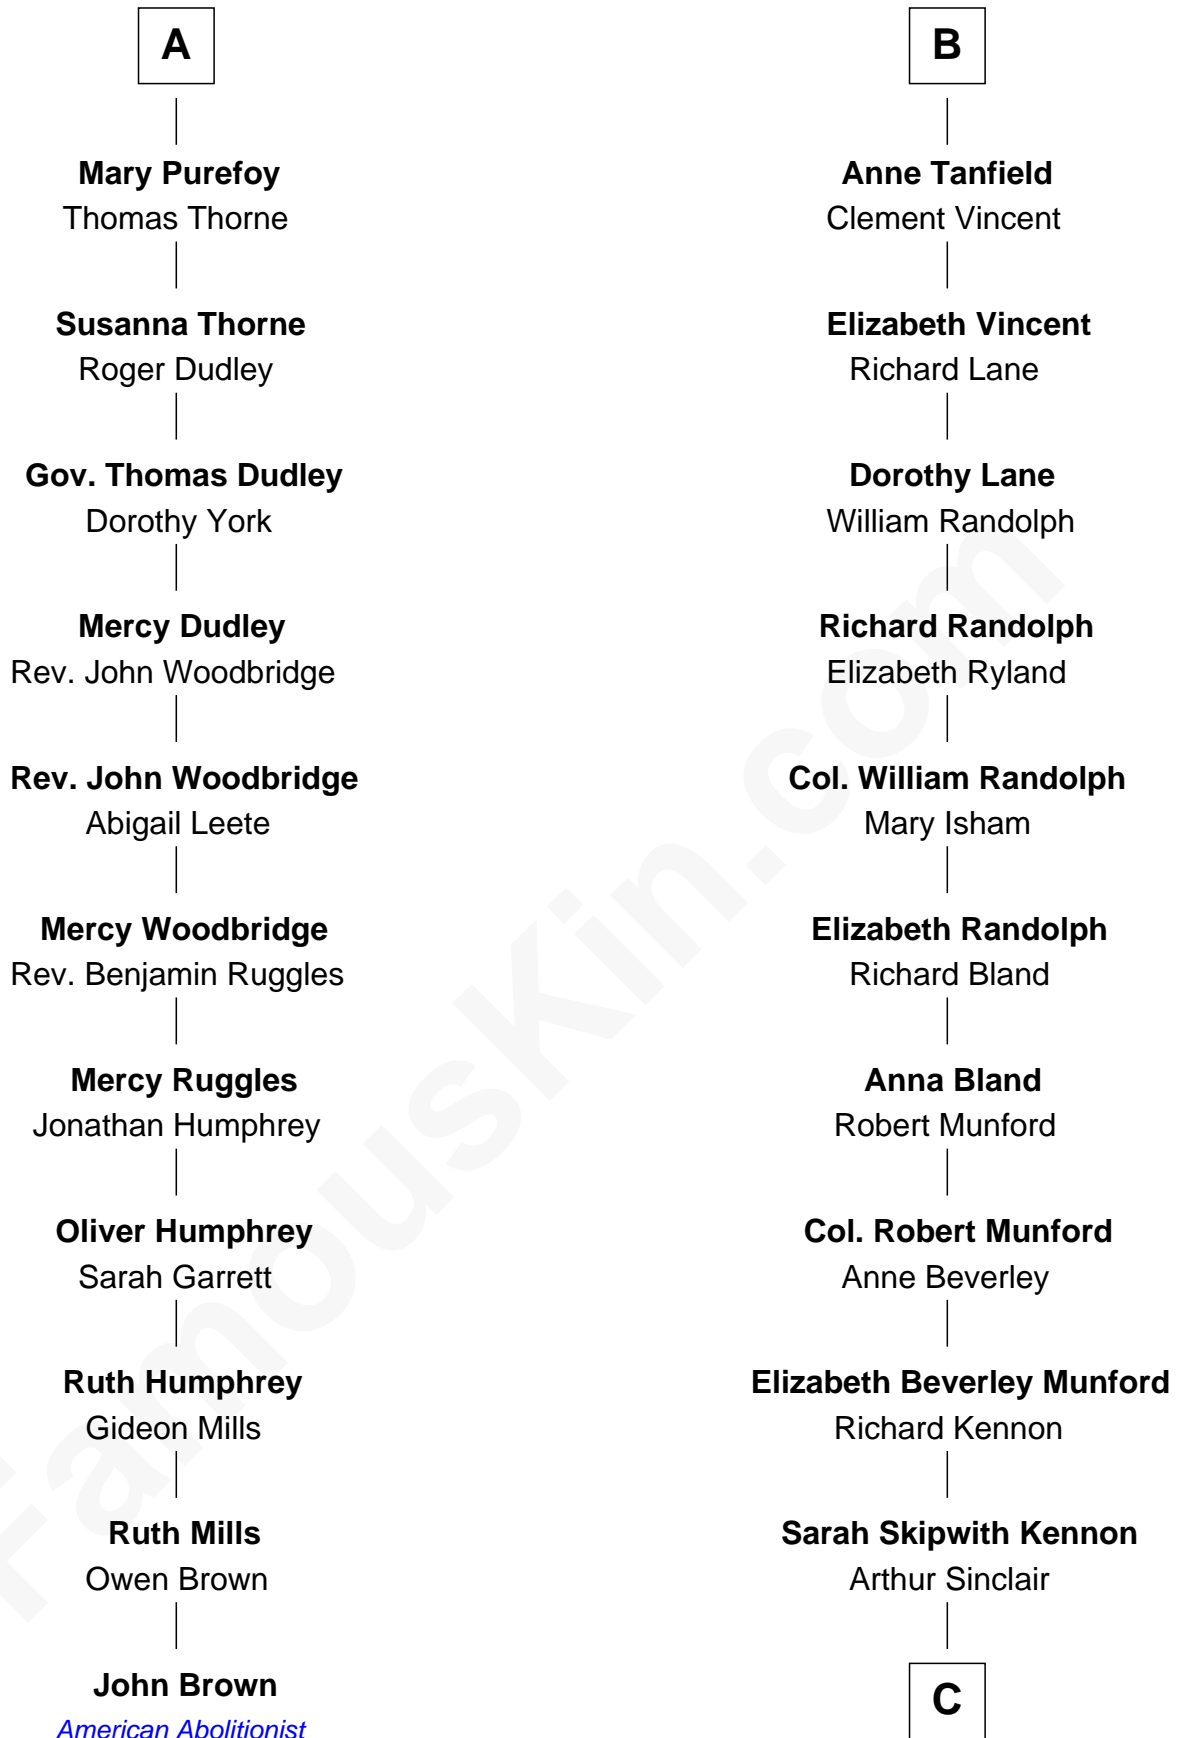 A
Mary Purefoy
Thomas Thorne
Susanna Thorne
Roger Dudley
Gov. Thomas Dudley
Dorothy York
Mercy Dudley
Rev. John Woodbridge
Rev. John Woodbridge
Abigail Leete
Mercy Woodbridge
Rev. Benjamin Ruggles
Mercy Ruggles
Jonathan Humphrey
Oliver Humphrey
Sarah Garrett
Ruth Humphrey
Gideon Mills
Ruth Mills
Owen Brown
John Brown
American Abolitionist
B
Anne Tanfield
Clement Vincent
Elizabeth Vincent
Richard Lane
Dorothy Lane
William Randolph
Richard Randolph
Elizabeth Ryland
Col. William Randolph
Mary Isham
Elizabeth Randolph
Richard Bland
Anna Bland
Robert Munford
Col. Robert Munford
Anne Beverley
Elizabeth Beverley Munford
Richard Kennon
Sarah Skipwith Kennon
Arthur Sinclair
C
FamousKin.com